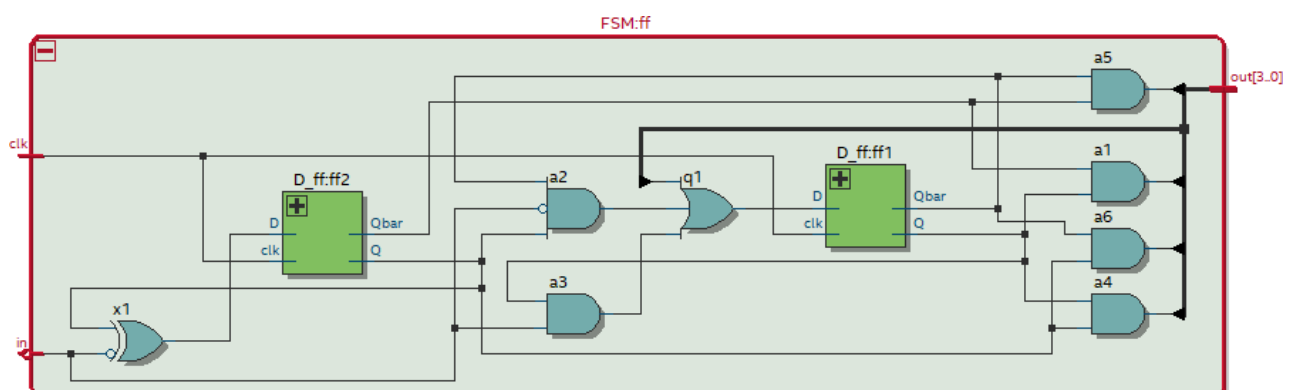 FSM:ff
a5
out[3..0]
clk
D_ff:ff1
a1
D_ff:ff2
a2
q1
D
Qbar
clk
Q
D
Qbar
clk
Q
a6
a3
a4
x1
in